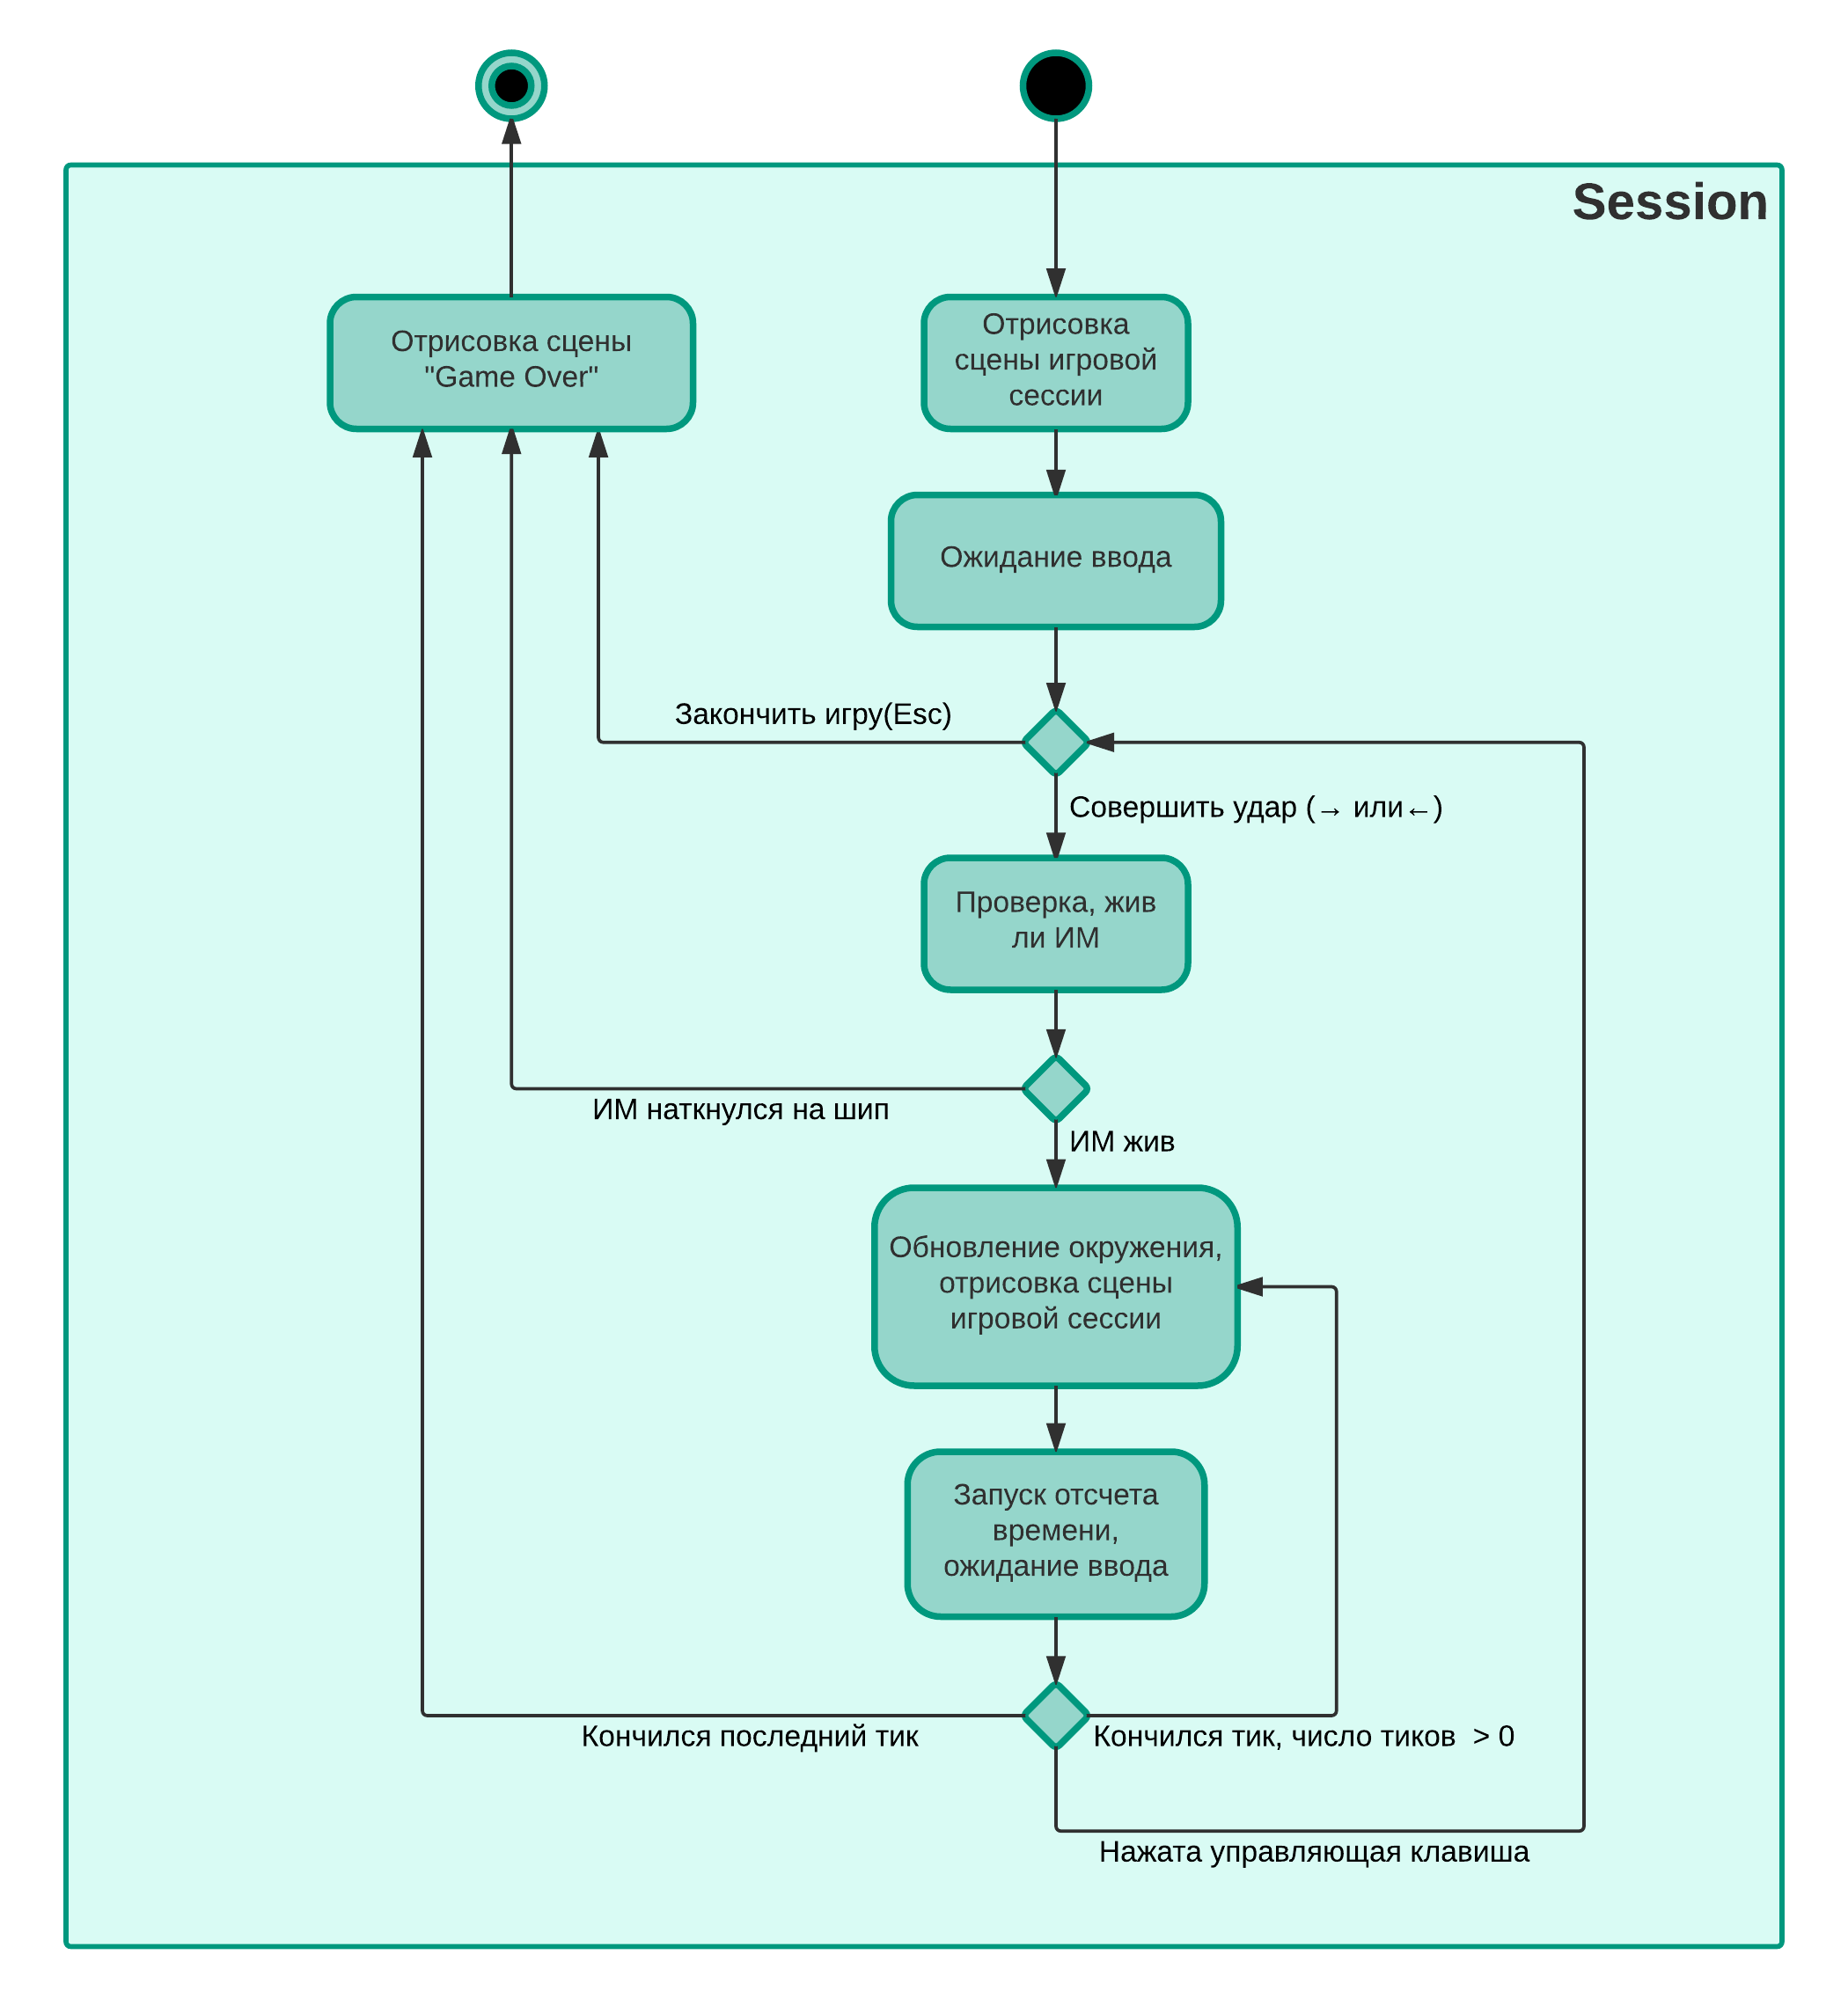 Session
Отрисовка сцены
"Game Over"
Отрисовка
сцены игровой
сессии
Ожидание ввода
Закончить игру(Esc)
Совершить удар (→ или←)
Проверка, жив
ли ИМ
ИМ наткнулся на шип
ИМ жив
Обновление окружения,
отрисовка сцены
игровой сессии
Запуск отсчета
времени,
ожидание ввода
Кончился последний тик
Кончился тик, число тиков  > 0
Нажата управляющая клавиша